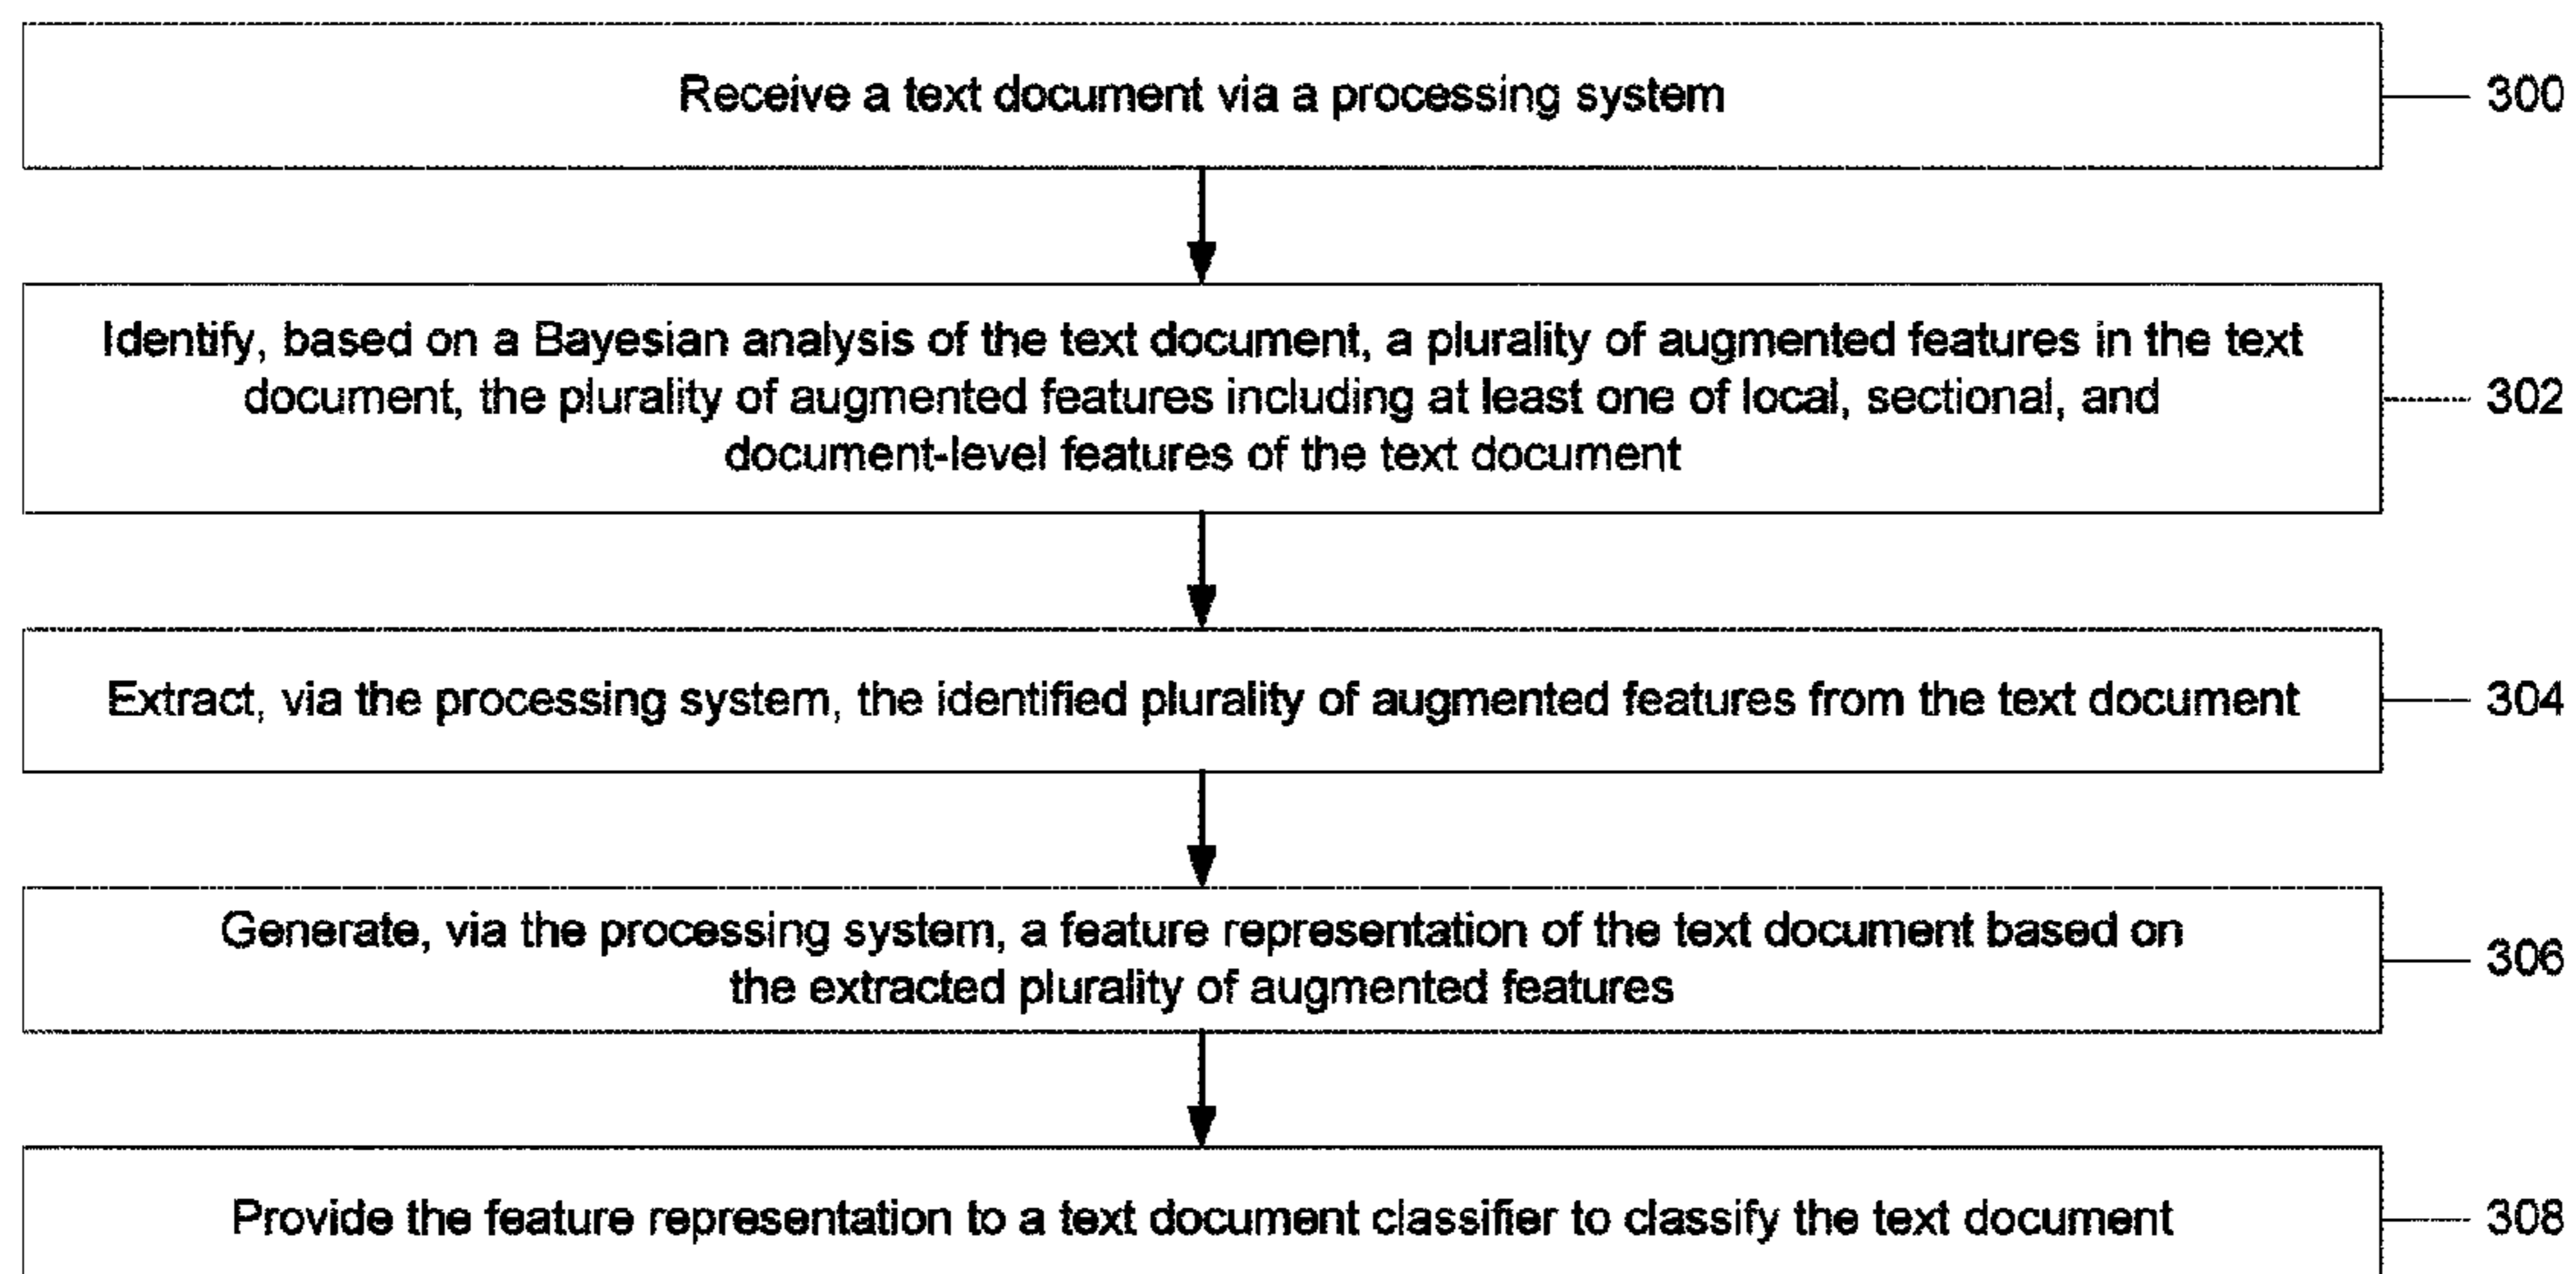 Receive a text document via a processing system
300
Identify, based on a Bayesian analysis of the text document, a plurality of augmented features in the text
document, the plurality of augmented features including at least one of local, sectional, and
document-level features of the text document
302
Extract, via the processing system, the identified plurality of augmented features from the text document
304
Generate, via the processing system, a feature representation of the text document based on
the extracted plurality of augmented features
306
Provide the feature representation to a text document classifier to classify the text document
308